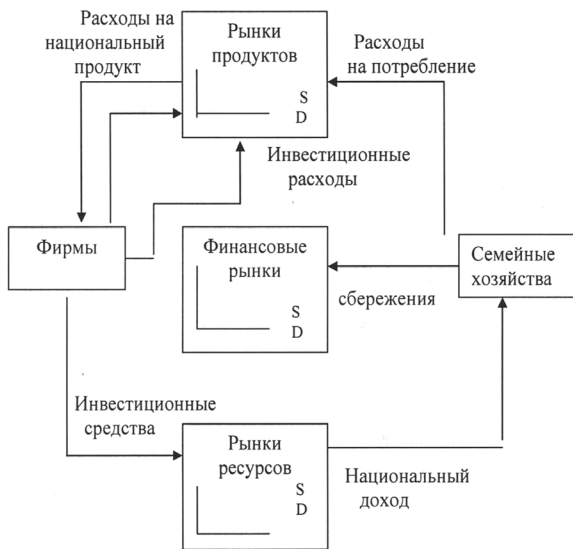 Расходы на
национальный
продукт
Рынки
продуктов
S
D
Расходы
на потребление
Инвестиционные
расходы
Фирмы
Финансовые
рынки
S
D
сбережения
Семейные
хозяйства
Инвестиционные
средства
Рынки
ресурсов
S
D
Национальный
доход